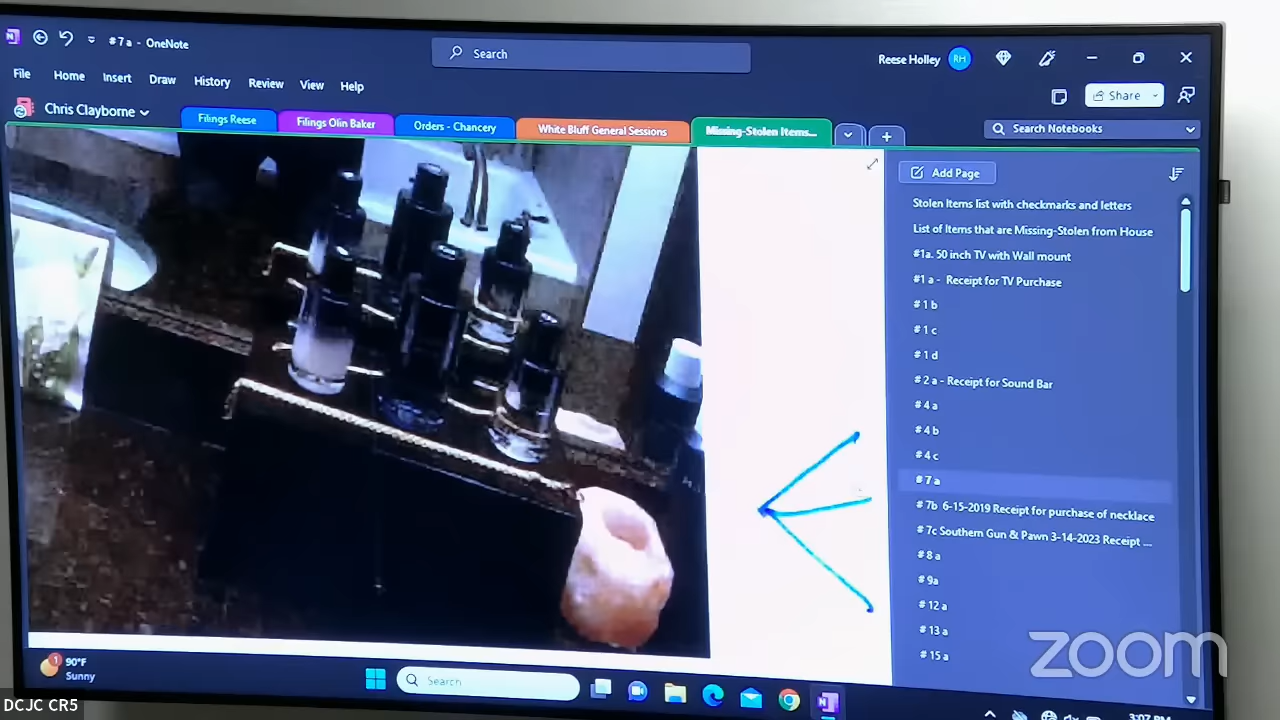 #7a - OneNote
Search
Reese Holley RH
File Home Insert Draw History Review View Help
Share
Chris Clayborne
Filings Reese
Filings Olin Baker
Orders - Chancery
White Bluff General Sessions
Missing-Stolen Items...
Search Notebooks
Add Page
Stolen Items list with checkmarks and letters
List of Items that are Missing-Stolen from House
#1a. 50 inch TV with Wall mount
#1 a - Receipt for TV Purchase
# 1 b
# 1 c
# 1 d
# 2 a - Receipt for Sound Bar
# 4 a
# 4 b
# 4 c
# 7 a
# 7b 6-15-2019 Receipt for purchase of necklace
# 7c Southern Gun & Pawn 3-14-2023 Receipt ...
# 8 a
# 9a
# 12 a
# 13 a
# 15 a
zoom
1
90°F
Sunny
Search
DCJC CR5
3:07 PM